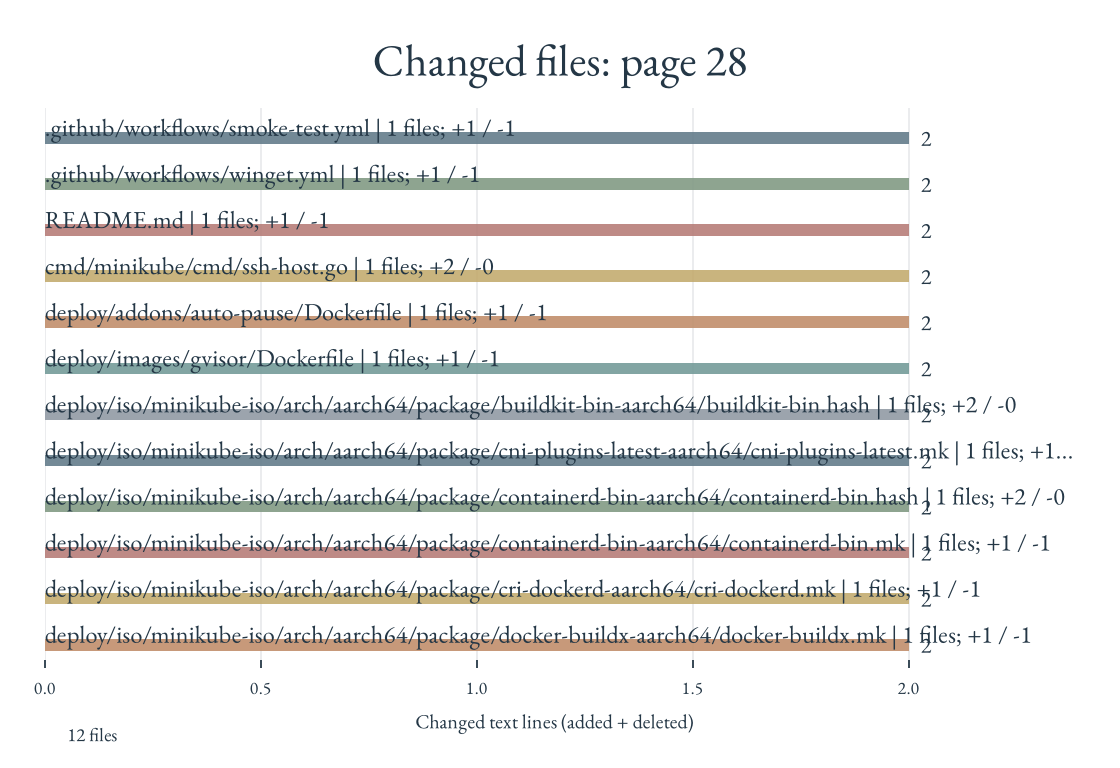 Changed files: page 28
.github/workflows/smoke-test.yml | 1 files; +1 / -1
2
.github/workflows/winget.yml | 1 files; +1 / -1
2
README.md | 1 files; +1 / -1
2
cmd/minikube/cmd/ssh-host.go | 1 files; +2 / -0
2
deploy/addons/auto-pause/Dockerfile | 1 files; +1 / -1
2
deploy/images/gvisor/Dockerfile | 1 files; +1 / -1
2
deploy/iso/minikube-iso/arch/aarch64/package/buildkit-bin-aarch64/buildkit-bin.hash | 1 files; +2 / -0
2
deploy/iso/minikube-iso/arch/aarch64/package/cni-plugins-latest-aarch64/cni-plugins-latest.mk | 1 files; +1...
2
deploy/iso/minikube-iso/arch/aarch64/package/containerd-bin-aarch64/containerd-bin.hash | 1 files; +2 / -0
2
deploy/iso/minikube-iso/arch/aarch64/package/containerd-bin-aarch64/containerd-bin.mk | 1 files; +1 / -1
2
deploy/iso/minikube-iso/arch/aarch64/package/cri-dockerd-aarch64/cri-dockerd.mk | 1 files; +1 / -1
2
deploy/iso/minikube-iso/arch/aarch64/package/docker-buildx-aarch64/docker-buildx.mk | 1 files; +1 / -1
2
0.0 0.5 1.0 1.5 2.0
Changed text lines (added + deleted)
12 files